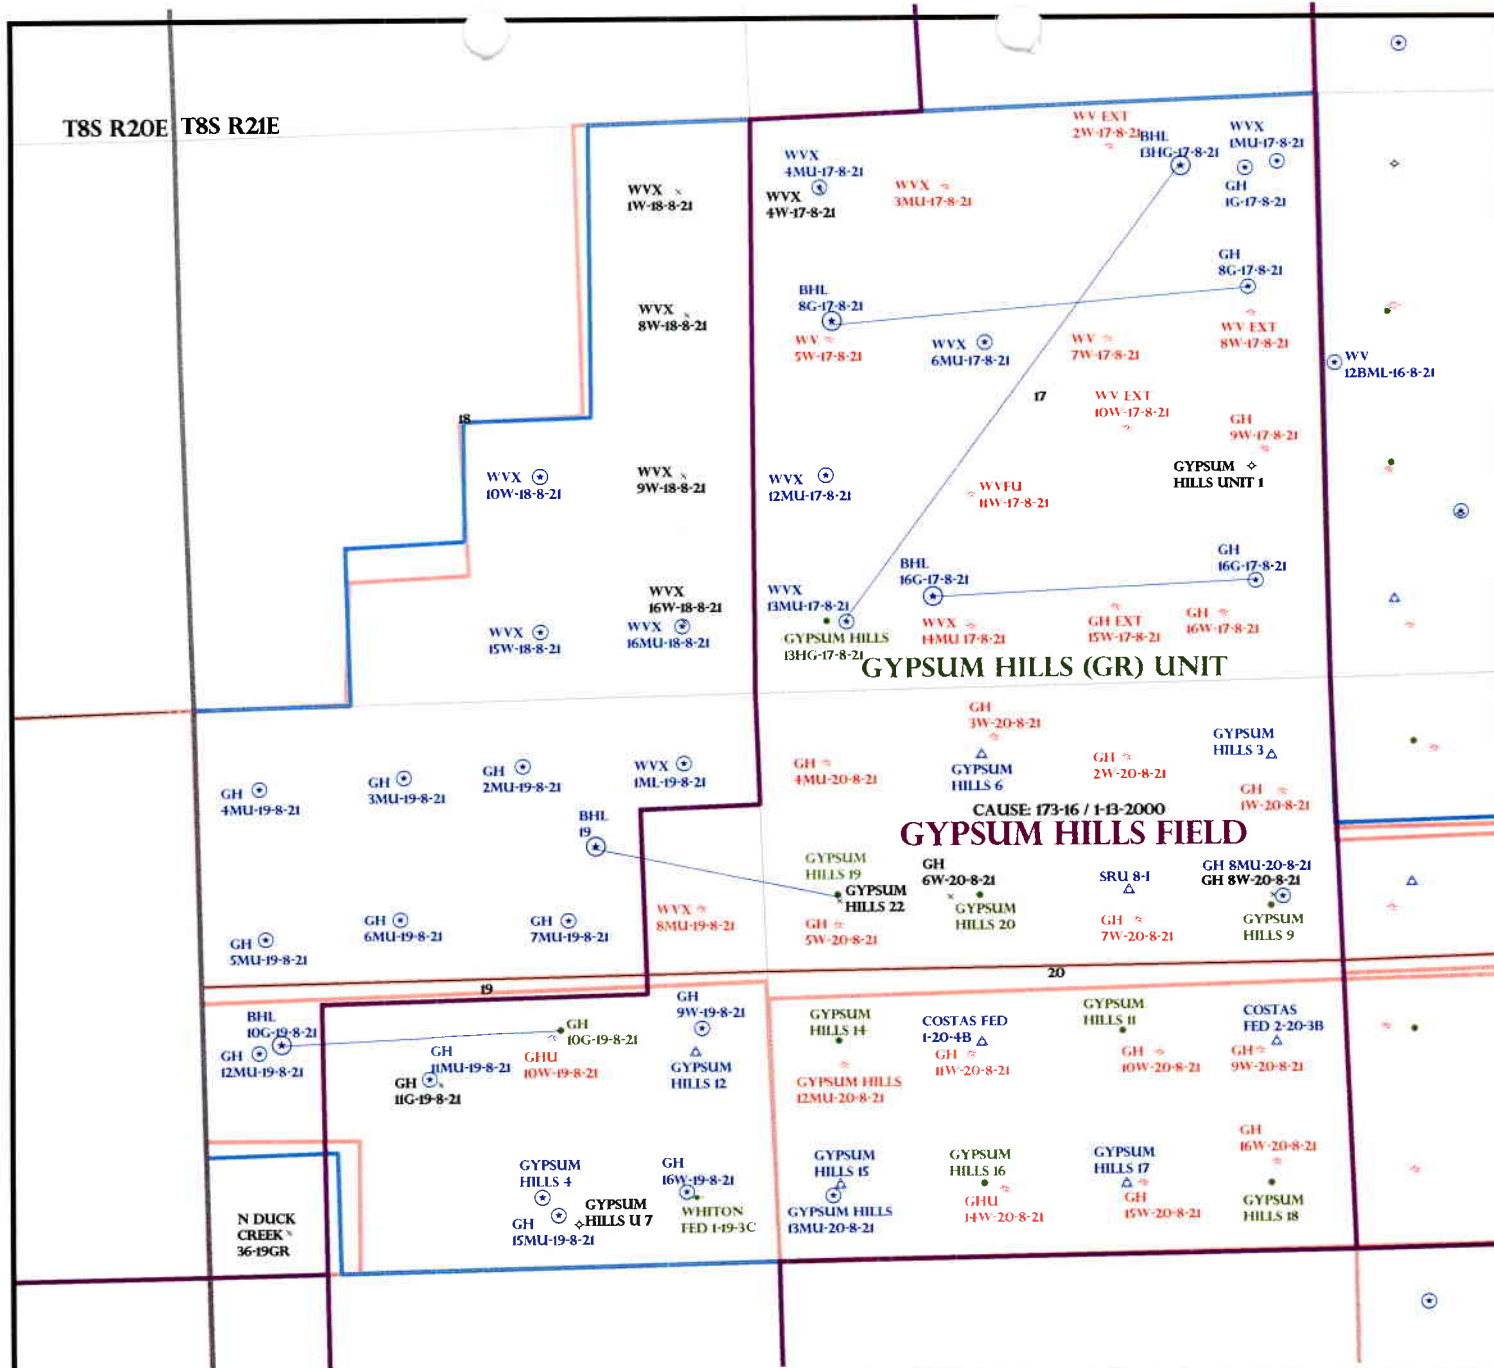 T8S R20E
T8S R21E
WV EXT
2W-17-8-21
BHL
13HG-17-8-21
WVX
1MU-17-8-21
GH
1G-17-8-21
WVX
4MU-17-8-21
WVX
4W-17-8-21
WVX
3MU-17-8-21
WVX
1W-18-8-21
GH
8G-17-8-21
BHL
8G-17-8-21
WVX
8W-18-8-21
WV
5W-17-8-21
WVX
6MU-17-8-21
WV
7W-17-8-21
WV EXT
8W-17-8-21
WV
12BML-16-8-21
17
WV EXT
10W-17-8-21
18
GH
9W-17-8-21
GYPSUM
HILLS UNIT 1
WVX
10W-18-8-21
WVX
9W-18-8-21
WVX
12MU-17-8-21
WVFU
11W-17-8-21
BHL
16G-17-8-21
GH
16G-17-8-21
WVX
16W-18-8-21
WVX
13MU-17-8-21
WVX
15W-18-8-21
WVX
16MU-18-8-21
GYPSUM HILLS
13HG-17-8-21
WVX
14MU 17-8-21
GH EXT
15W-17-8-21
GH
16W-17-8-21
GYPSUM HILLS (GR) UNIT
GH
3W-20-8-21
GYPSUM
HILLS 3
GH
4MU-19-8-21
GH
3MU-19-8-21
GH
2MU-19-8-21
WVX
1ML-19-8-21
GH
4MU-20-8-21
GYPSUM
HILLS 6
GH
2W-20-8-21
GH
1W-20-8-21
CAUSE: 173-16 / 1-13-2000
GYPSUM HILLS FIELD
BHL
19
GYPSUM
HILLS 19
GYPSUM
HILLS 22
GH
6W-20-8-21
GYPSUM
HILLS 20
SRU 8-I
GH 8MU-20-8-21
GH 8W-20-8-21
GYPSUM
HILLS 9
GH
5MU-19-8-21
GH
6MU-19-8-21
GH
7MU-19-8-21
WVX
8MU-19-8-21
GH
5W-20-8-21
GH
7W-20-8-21
20
19
BHL
10G-19-8-21
GH
12MU-19-8-21
GH
10G-19-8-21
GH
11MU-19-8-21
GH
11G-19-8-21
GHU
10W-19-8-21
GH
9W-19-8-21
GYPSUM
HILLS 12
GYPSUM
HILLS 14
COSTAS FED
1-20-4B
GYPSUM
HILLS 11
COSTAS
FED 2-20-3B
GYPSUM HILLS
12MU-20-8-21
GH
11W-20-8-21
GH
10W-20-8-21
GH
9W-20-8-21
GH
16W-20-8-21
GYPSUM
HILLS 4
GH
16W-19-8-21
GYPSUM
HILLS 15
GYPSUM
HILLS 16
GYPSUM
HILLS 17
N DUCK
CREEK
36-19GR
GH
15MU-19-8-21
GYPSUM
HILLS U 7
WHITON
FED 1-19-3C
GYPSUM HILLS
13MU-20-8-21
GHU
14W-20-8-21
GH
15W-20-8-21
GYPSUM
HILLS 18